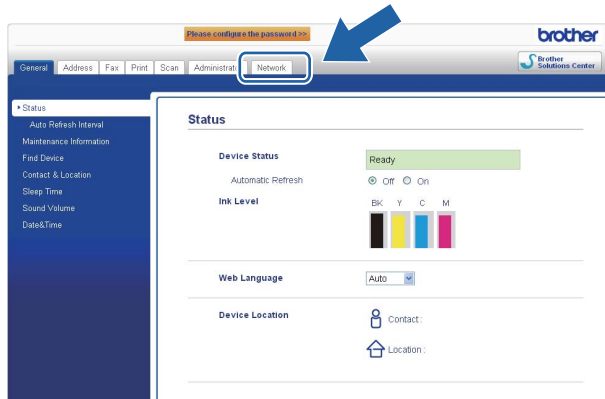 Please configure the password >>
brother
General Address Fax Print Scan Administrator Network
Brother
Solutions Center
Status
Auto Refresh Interval
Maintenance Information
Find Device
Contact & Location
Sleep Time
Sound Volume
Date&Time
Status
Device Status Ready
Automatic Refresh Off On
Ink Level BK Y C M
Web Language Auto
Device Location Contact :
Location :